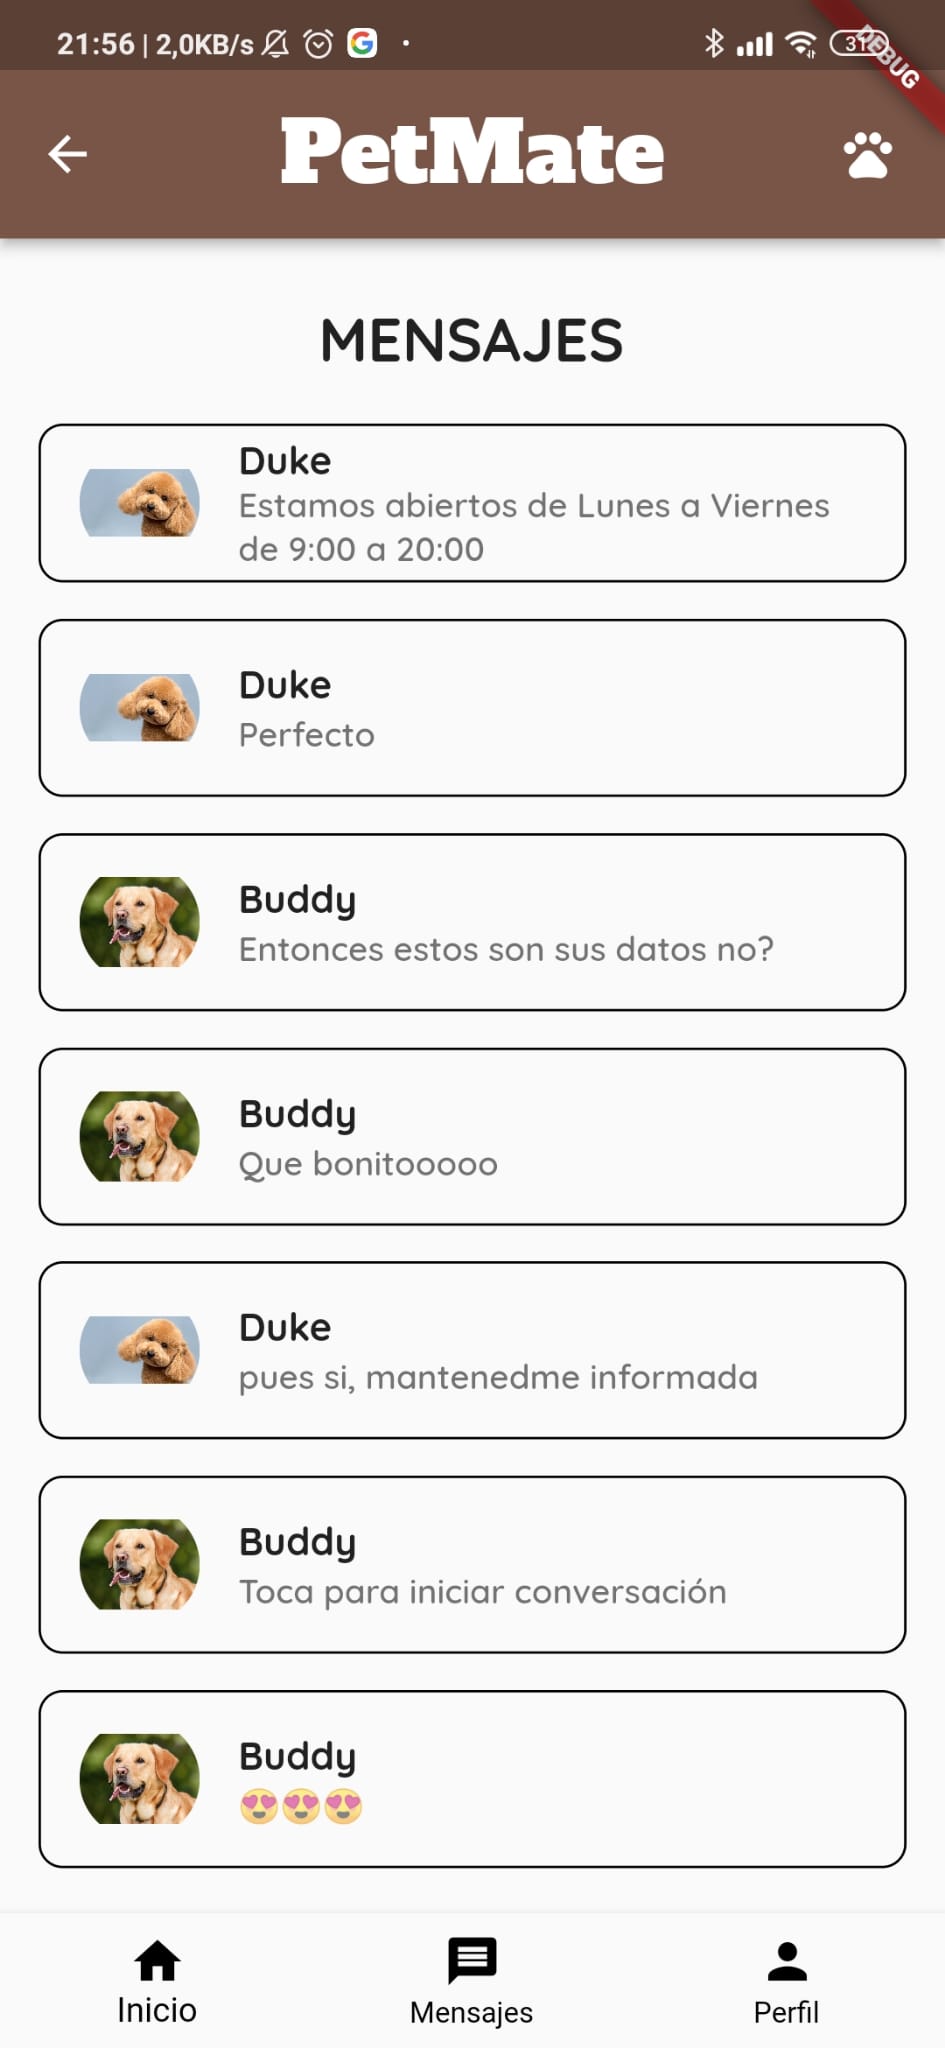 21:56 | 2,0KB/s
DEBUG
PetMate
MENSAJES
Duke
Estamos abiertos de Lunes a Viernes
de 9:00 a 20:00
Duke
Perfecto
Buddy
Entonces estos son sus datos no?
Buddy
Que bonitooooo
Duke
pues si, mantenedme informada
Buddy
Toca para iniciar conversación
Buddy
😍😍😍
Inicio
Mensajes
Perfil